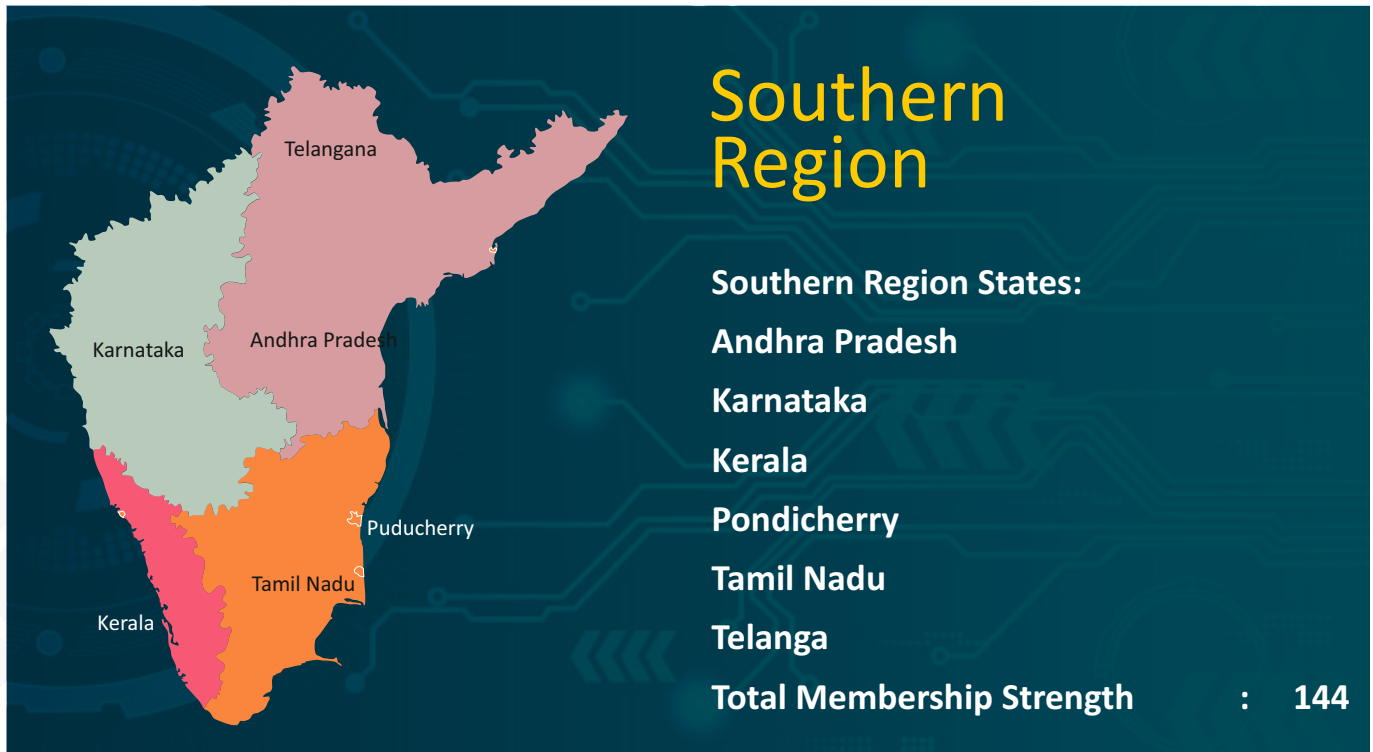 Telangana
Karnataka
Andhra Pradesh
Puducherry
Tamil Nadu
Kerala
Southern
Region
Southern Region States:
Andhra Pradesh
Karnataka
Kerala
Pondicherry
Tamil Nadu
Telanga
Total Membership Strength : 144